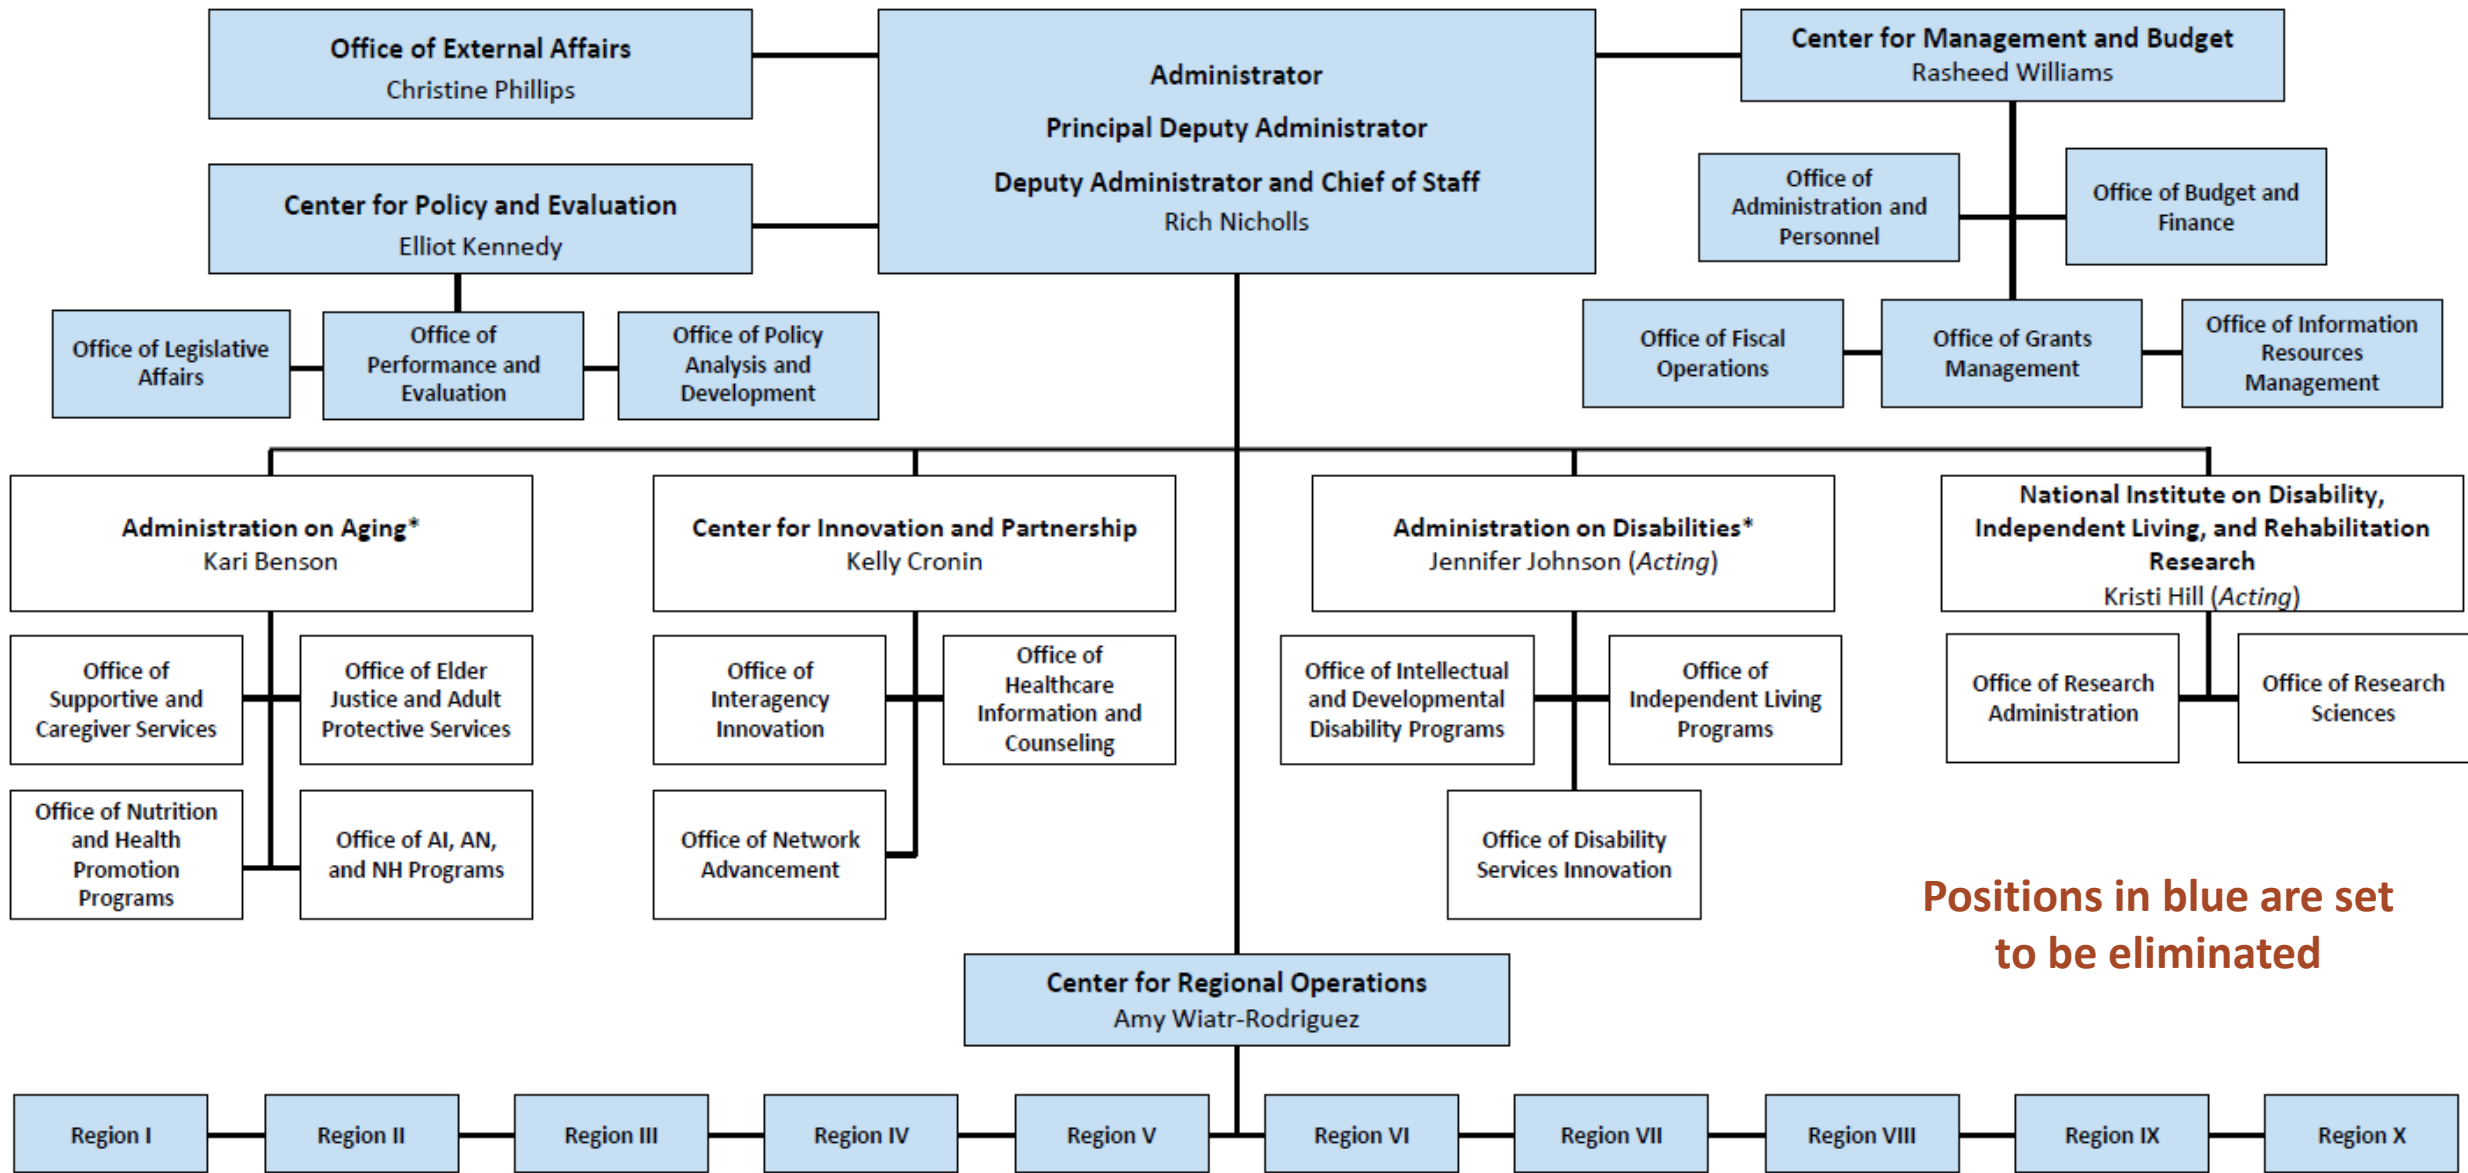 Office of External Affairs
Christine Phillips
Administrator
Principal Deputy Administrator
Deputy Administrator and Chief of Staff
Rich Nicholls
Center for Management and Budget
Rasheed Williams
Center for Policy and Evaluation
Elliot Kennedy
Office of
Administration and
Personnel
Office of Budget and
Finance
Office of Legislative
Affairs
Office of
Performance and
Evaluation
Office of Policy
Analysis and
Development
Office of Fiscal
Operations
Office of Grants
Management
Office of Information
Resources
Management
Administration on Aging*
Kari Benson
Center for Innovation and Partnership
Kelly Cronin
Administration on Disabilities*
Jennifer Johnson (Acting)
National Institute on Disability,
Independent Living, and Rehabilitation
Research
Kristi Hill (Acting)
Office of
Supportive and
Caregiver Services
Office of Elder
Justice and Adult
Protective Services
Office of
Interagency
Innovation
Office of
Healthcare
Information and
Counseling
Office of Intellectual
and Developmental
Disability Programs
Office of
Independent Living
Programs
Office of Research
Administration
Office of Research
Sciences
Office of Nutrition
and Health
Promotion
Programs
Office of AI, AN,
and NH Programs
Office of Network
Advancement
Office of Disability
Services Innovation
Positions in blue are set
to be eliminated
Center for Regional Operations
Amy Wiatr-Rodriguez
Region I
Region II
Region III
Region IV
Region V
Region VI
Region VII
Region VIII
Region IX
Region X